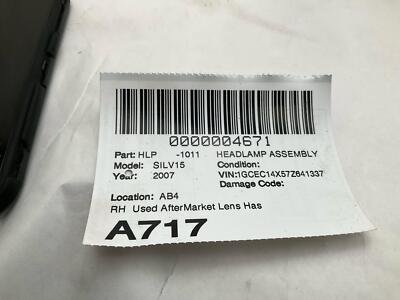 0000004671
Part: HLP -1011 HEADLAMP ASSEMBLY
Model: SILV15 Condition:
Year: 2007 VIN:1GCEC14X57Z641337
Damage Code:
Location: AB4
RH Used AfterMarket Lens Has
A717